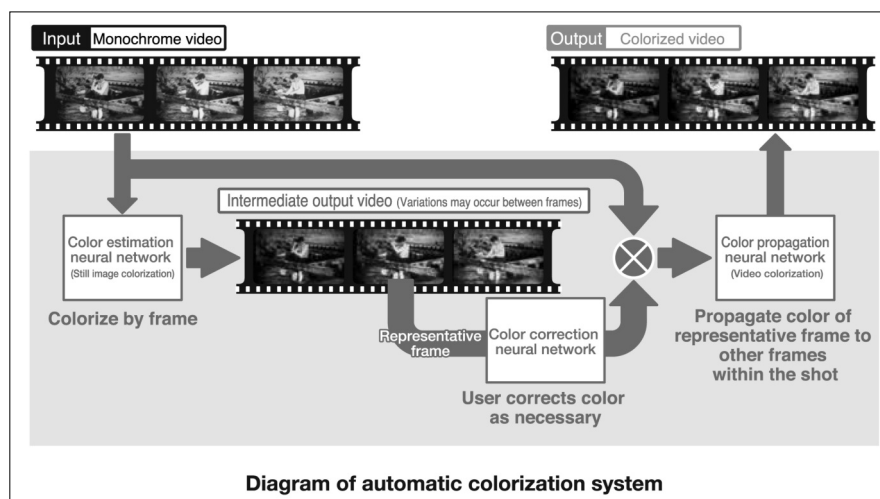 Input Monochrome video
Output Colorized video
Intermediate output video (Variations may occur between frames)
Color estimation
neural network
(Still image colorization)
Colorize by frame
Representative
frame
Color correction
neural network
User corrects color
as necessary
Color propagation
neural network
(Video colorization)
Propagate color of
representative frame to
other frames
within the shot
Diagram of automatic colorization system